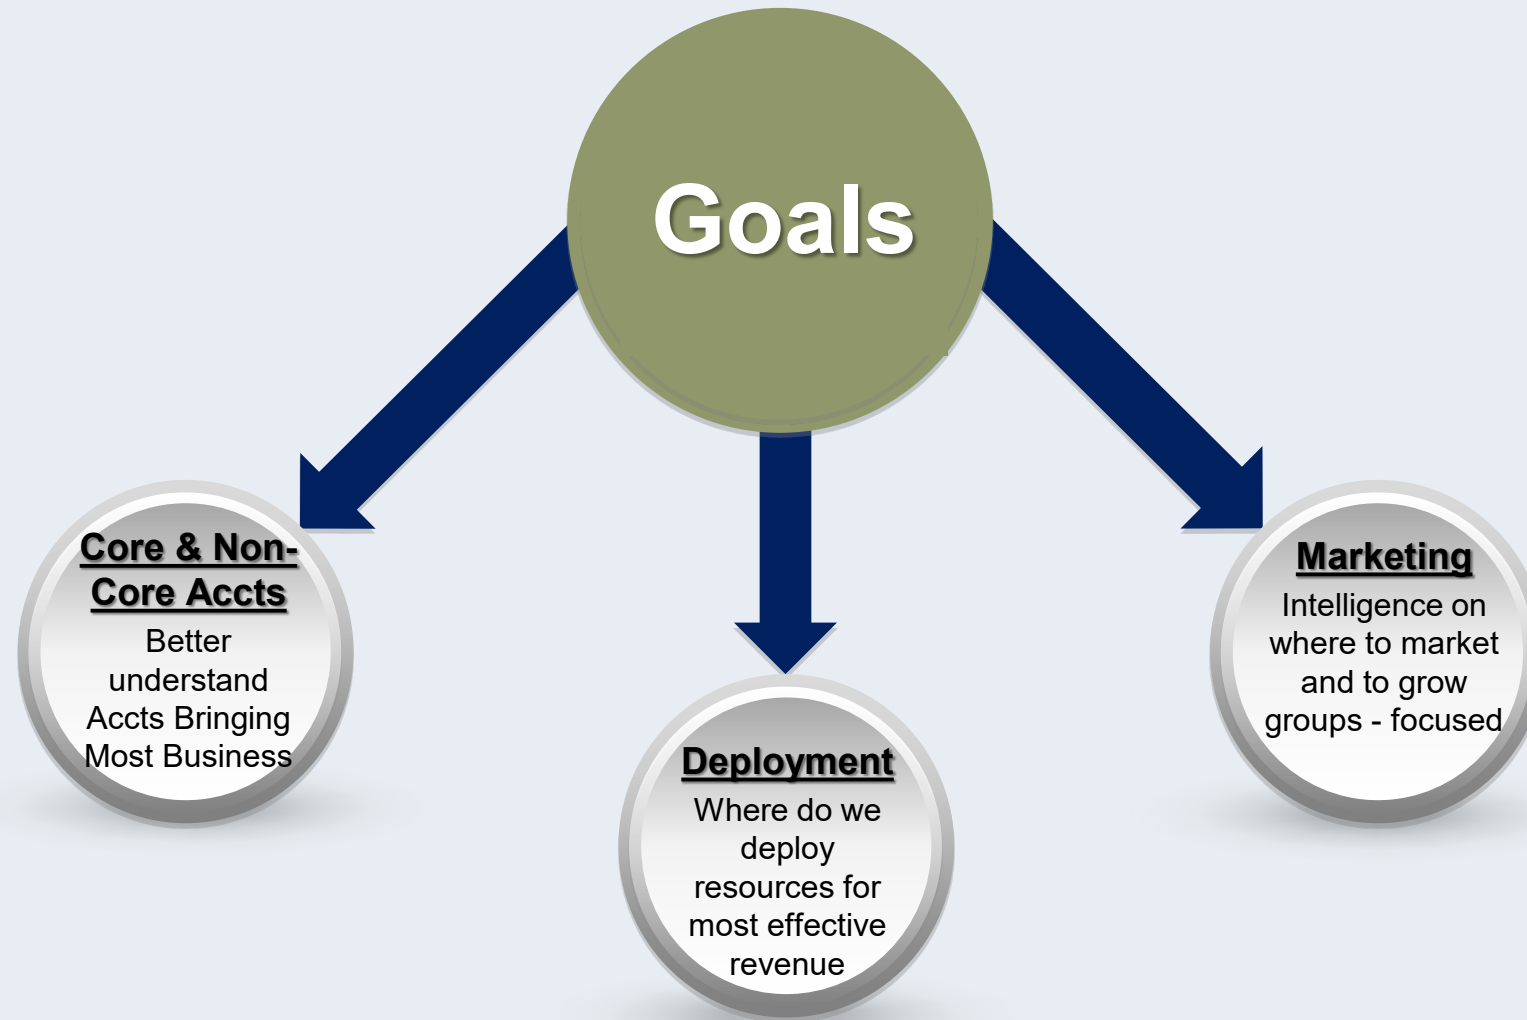 Goals
Core & Non-
Core Accts
Better
understand
Accts Bringing
Most Business
Deployment
Where do we
deploy
resources for
most effective
revenue
Marketing
Intelligence on
where to market
and to grow
groups - focused